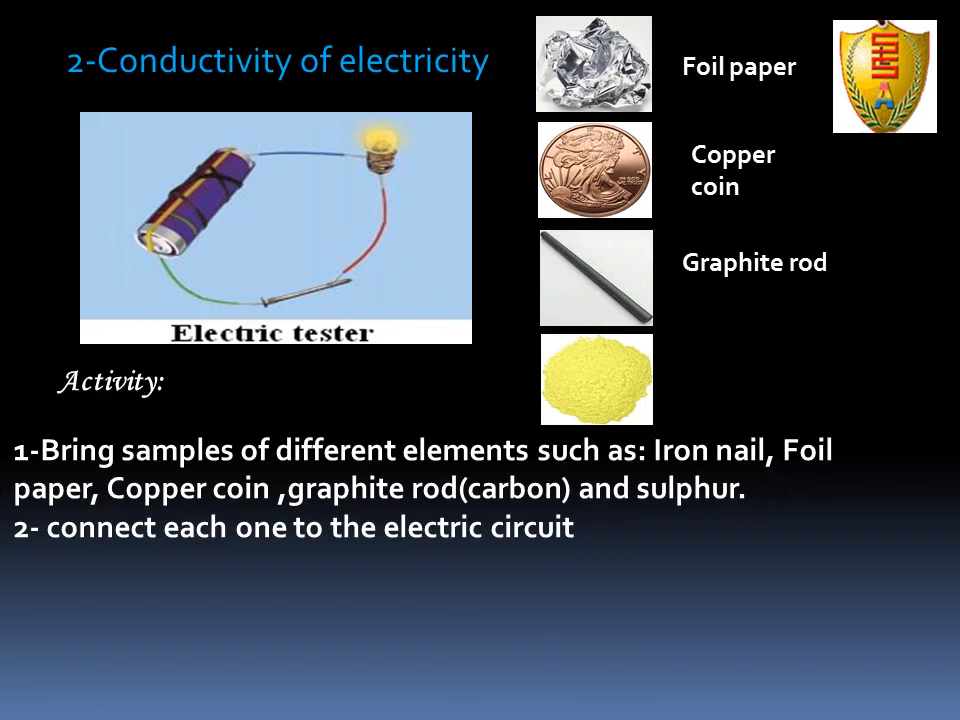 2-Conductivity of electricity
Foil paper
Copper
coin
Graphite rod
Electric tester
Activity:
1-Bring samples of different elements such as: Iron nail, Foil
paper, Copper coin ,graphite rod(carbon) and sulphur.
2- connect each one to the electric circuit